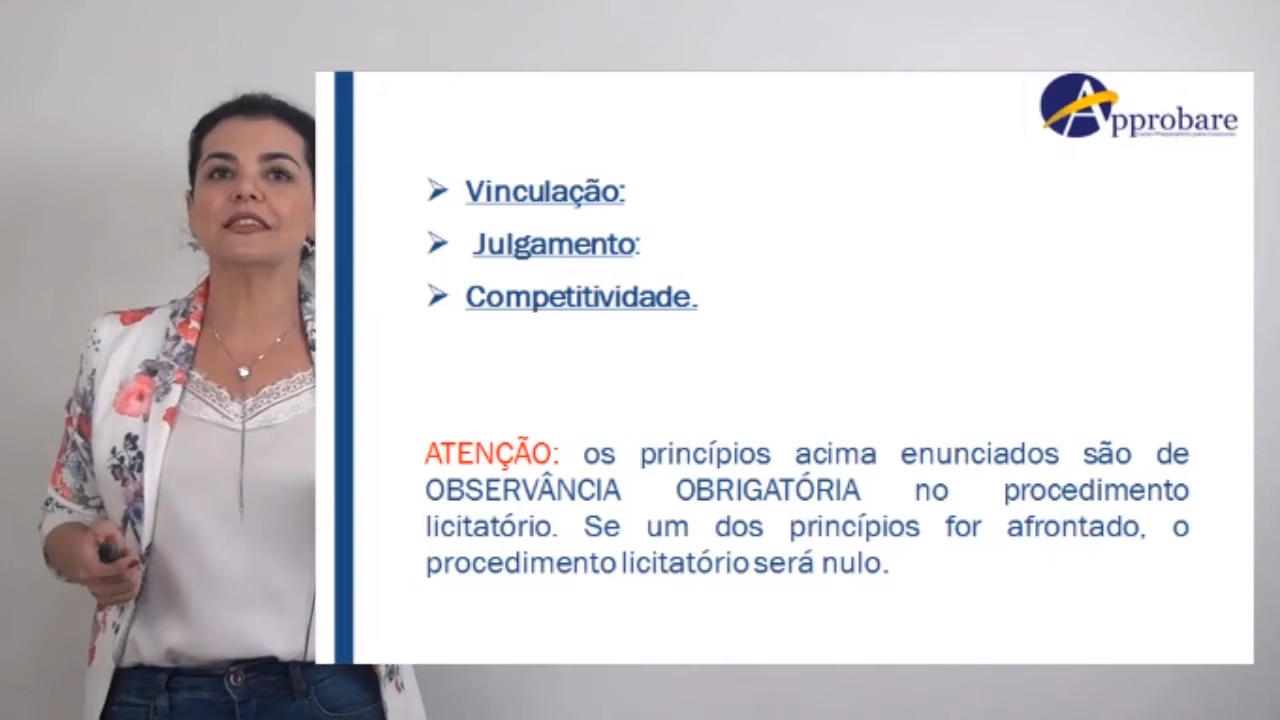 Approbare
Vinculação:
Julgamento:
Competitividade.
ATENÇÃO: os princípios acima enunciados são de
OBSERVÂNCIA OBRIGATÓRIA no procedimento
licitatório. Se um dos princípios for afrontado, o
procedimento licitatório será nulo.